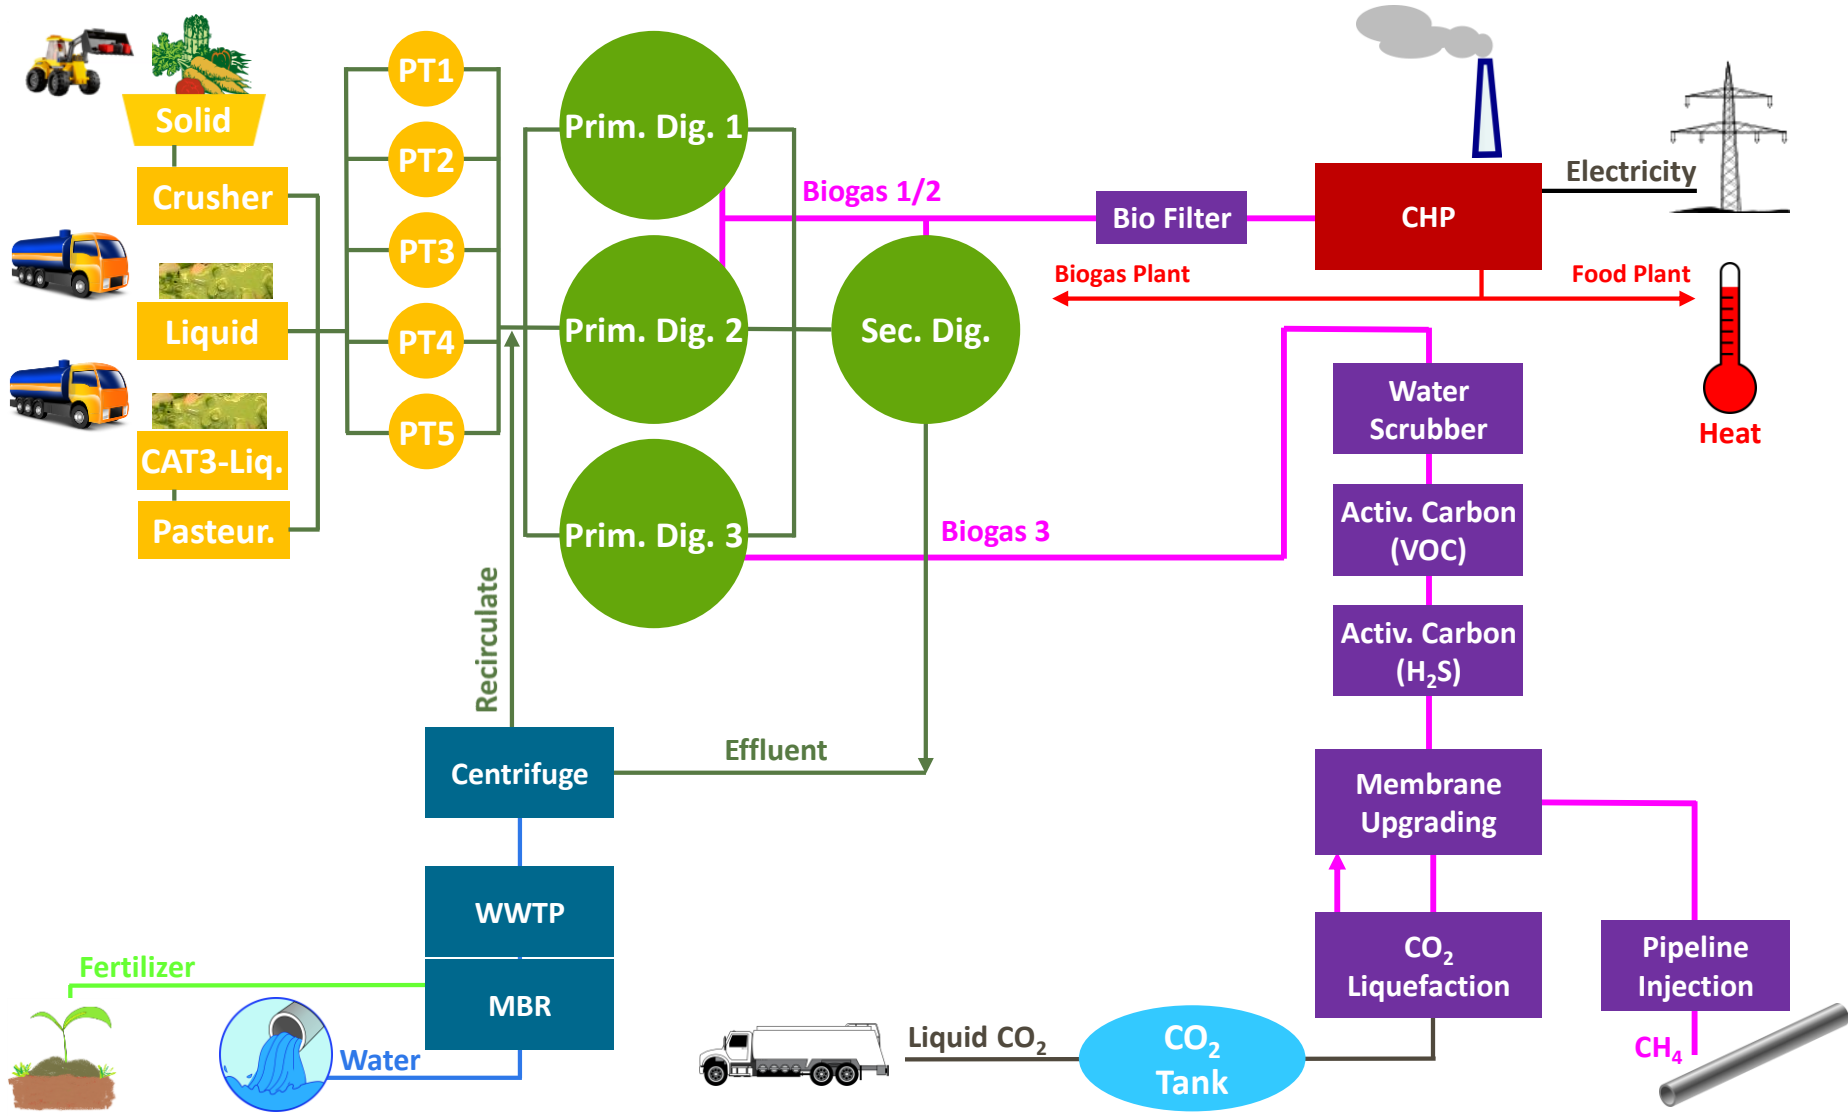 Solid
Crusher
Liquid
CAT3-Liq.
Pasteur.
PT1
PT2
PT3
PT4
PT5
Prim. Dig. 1
Prim. Dig. 2
Prim. Dig. 3
Sec. Dig.
Biogas 1/2
Bio Filter
CHP
Electricity
Biogas Plant
Food Plant
Heat
Biogas 3
Water
Scrubber
Activ. Carbon
(VOC)
Activ. Carbon
(H₂S)
Membrane
Upgrading
CO₂
Liquefaction
Pipeline
Injection
CH₄
CO₂
Tank
Liquid CO₂
Recirculate
Effluent
Centrifuge
WWTP
MBR
Fertilizer
Water